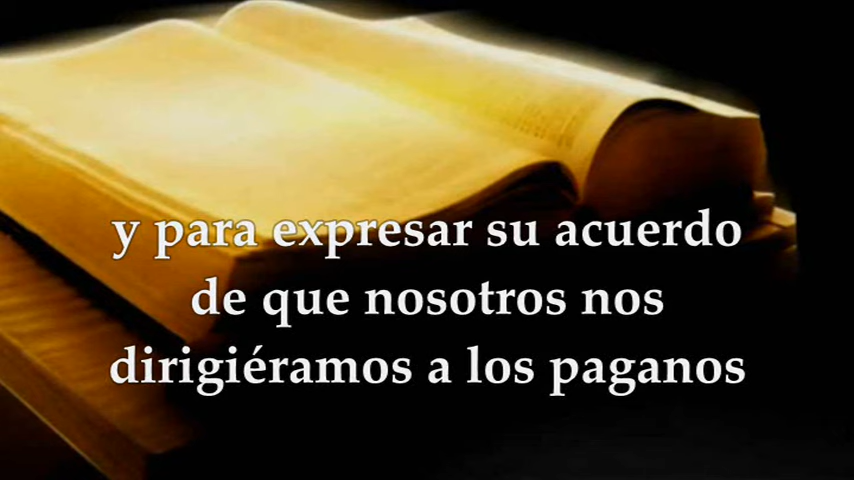 y para expresar su acuerdo
de que nosotros nos
dirigiéramos a los paganos